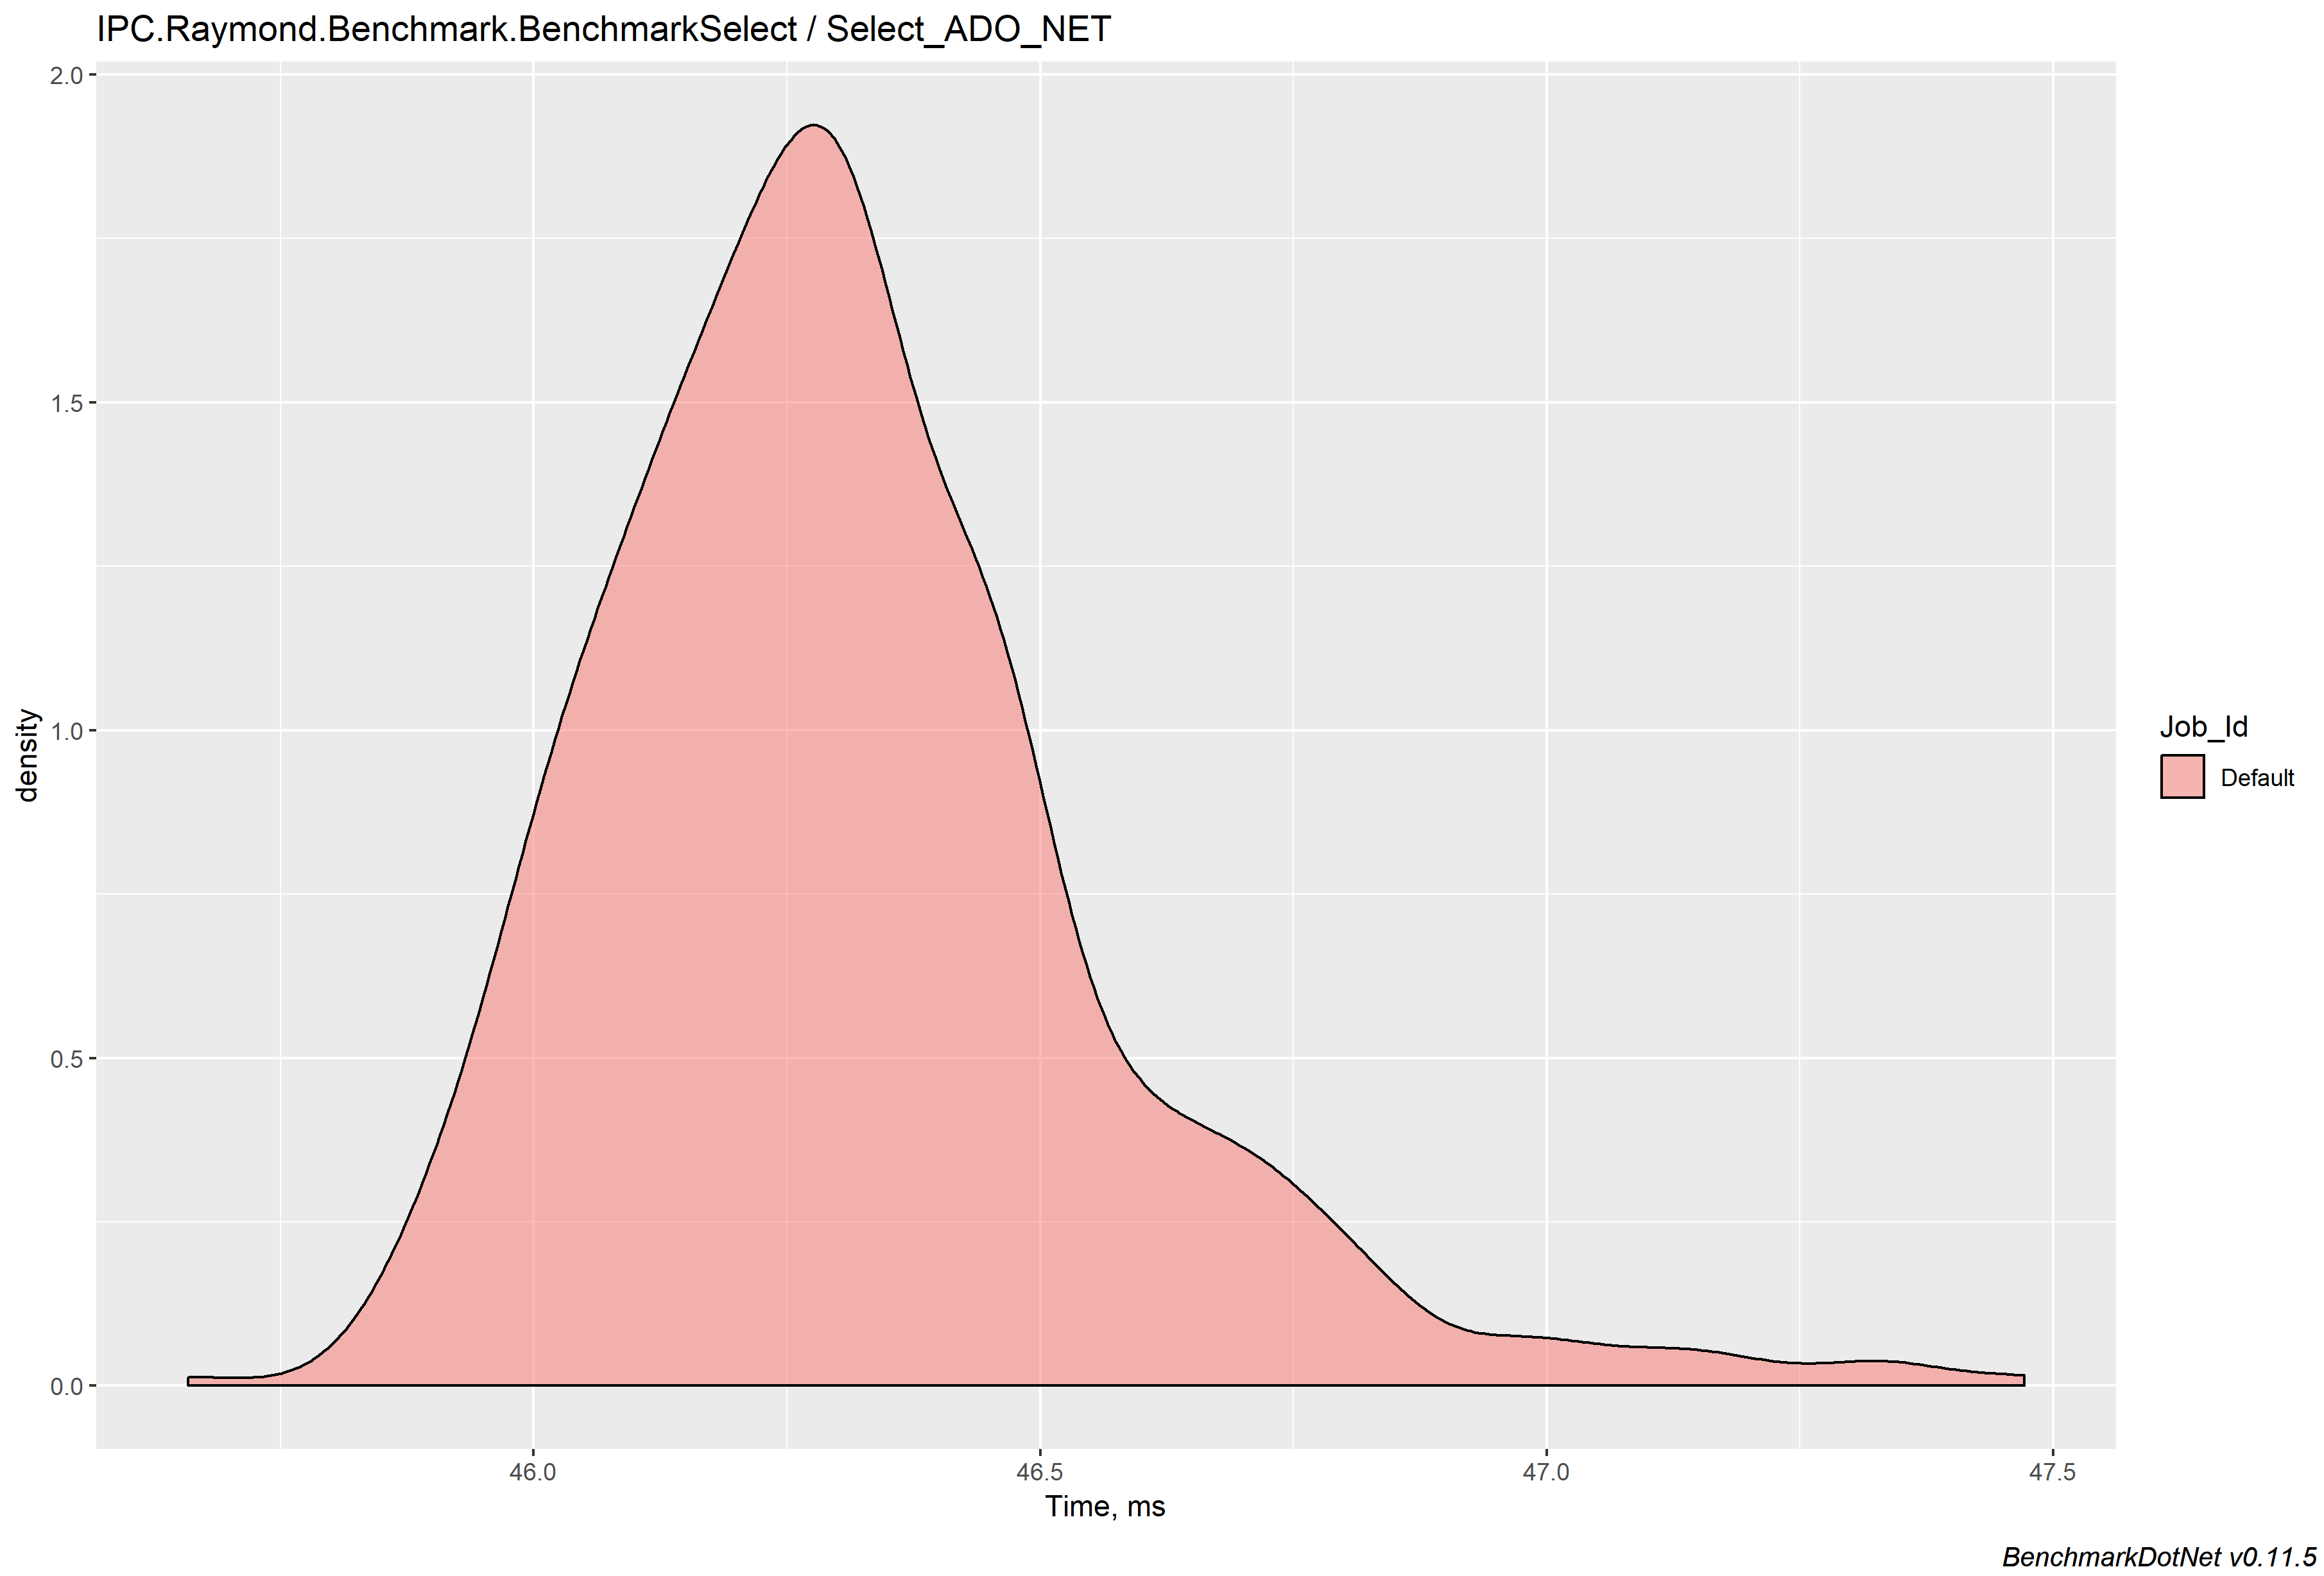 IPC.Raymond.Benchmark.BenchmarkSelect / Select_ADO_NET
2.0
1.5
1.0
0.5
0.0
density
46.0 46.5 47.0 47.5
Time, ms
Job_Id
Default
BenchmarkDotNet v0.11.5